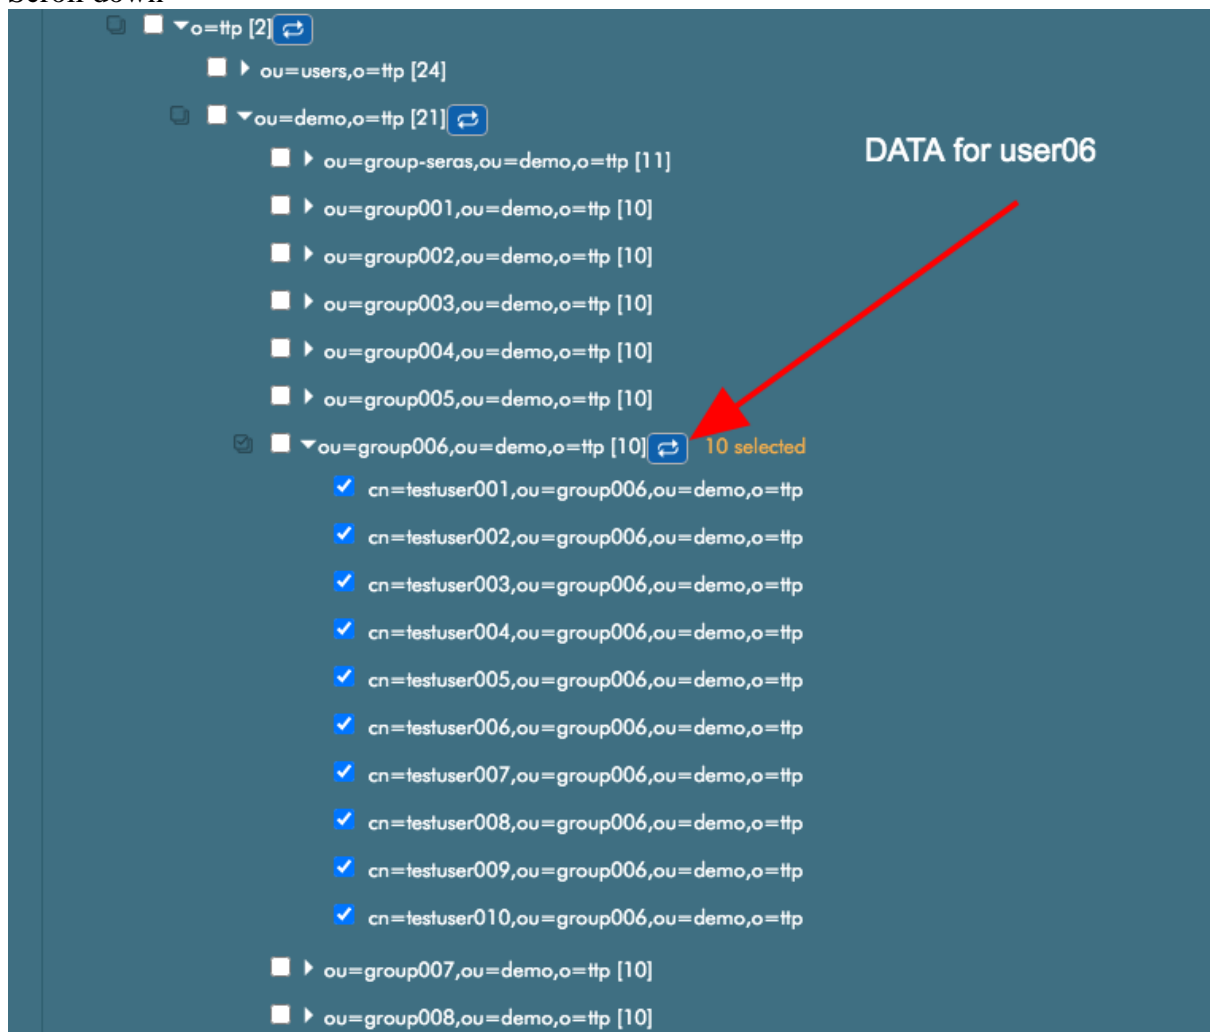 Scroll down
o=ttp [2]
ou=users,o=ttp [24]
ou=demo,o=ttp [21]
DATA for user06
ou=group-seras,ou=demo,o=ttp [11]
ou=group001,ou=demo,o=ttp [10]
ou=group002,ou=demo,o=ttp [10]
ou=group003,ou=demo,o=ttp [10]
ou=group004,ou=demo,o=ttp [10]
ou=group005,ou=demo,o=ttp [10]
ou=group006,ou=demo,o=ttp [10] 10 selected
cn=testuser001,ou=group006,ou=demo,o=ttp
cn=testuser002,ou=group006,ou=demo,o=ttp
cn=testuser003,ou=group006,ou=demo,o=ttp
cn=testuser004,ou=group006,ou=demo,o=ttp
cn=testuser005,ou=group006,ou=demo,o=ttp
cn=testuser006,ou=group006,ou=demo,o=ttp
cn=testuser007,ou=group006,ou=demo,o=ttp
cn=testuser008,ou=group006,ou=demo,o=ttp
cn=testuser009,ou=group006,ou=demo,o=ttp
cn=testuser010,ou=group006,ou=demo,o=ttp
ou=group007,ou=demo,o=ttp [10]
ou=group008,ou=demo,o=ttp [10]